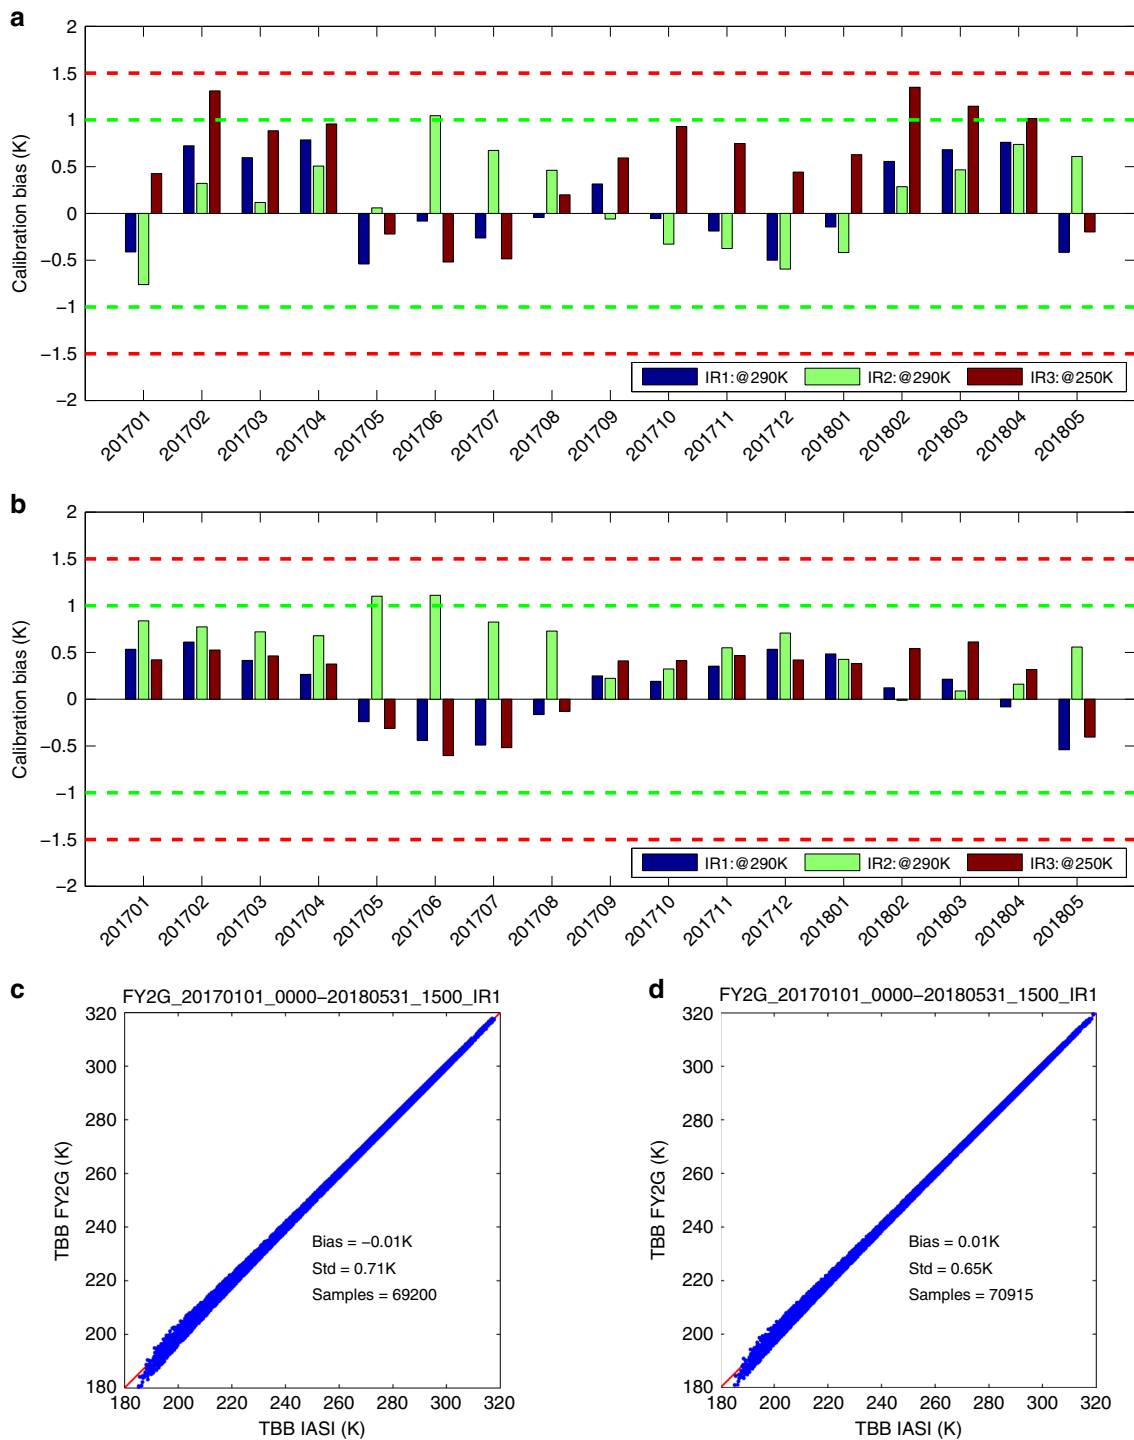 a
2
1.5
1
0.5
0
−0.5
−1
−1.5
−2
Calibration bias (K)
IR1:@290K IR2:@290K IR3:@250K
201701 201702 201703 201704 201705 201706 201707 201708 201709 201710 201711 201712 201801 201802 201803 201804 201805
b
2
1.5
1
0.5
0
−0.5
−1
−1.5
−2
Calibration bias (K)
IR1:@290K IR2:@290K IR3:@250K
201701 201702 201703 201704 201705 201706 201707 201708 201709 201710 201711 201712 201801 201802 201803 201804 201805
c
FY2G_20170101_0000−20180531_1500_IR1
320
300
280
260
240
220
200
180
TBB FY2G (K)
Bias = −0.01K
Std = 0.71K
Samples = 69200
180 200 220 240 260 280 300 320
TBB IASI (K)
d
FY2G_20170101_0000−20180531_1500_IR1
320
300
280
260
240
220
200
180
TBB FY2G (K)
Bias = 0.01K
Std = 0.65K
Samples = 70915
180 200 220 240 260 280 300 320
TBB IASI (K)